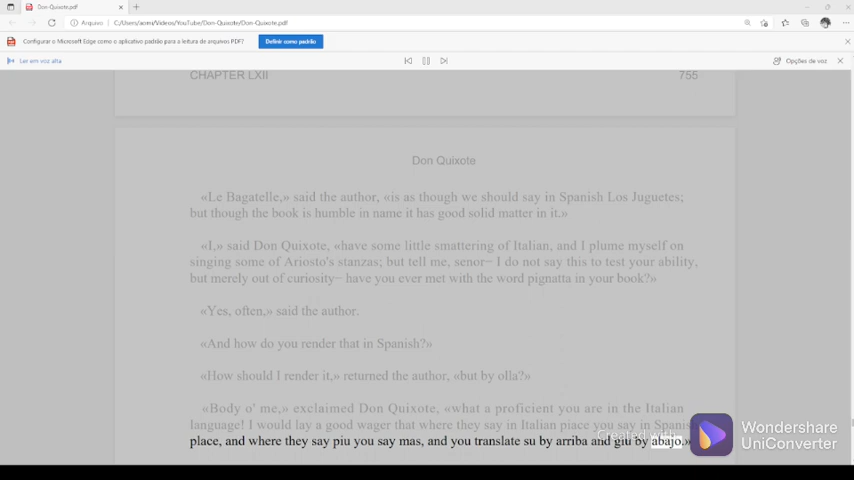 Don-Quixote.pdf
Arquivo
C:/Users/acms/Videos/YouTube/Don-Quixote/Don-Quixote.pdf
Configurar o Microsoft Edge como o aplicativo padrão para a leitura de arquivos PDF?
Definir como padrão
Ler em voz alta
Opções de voz
CHAPTER LXII 755
Don Quixote
«Le Bagatelle,» said the author, «is as though we should say in Spanish Los Juguetes;
but though the book is humble in name it has good solid matter in it.»
«I,» said Don Quixote, «have some little smattering of Italian, and I plume myself on
singing some of Ariosto's stanzas; but tell me, senor− I do not say this to test your ability,
but merely out of curiosity− have you ever met with the word pignatta in your book?»
«Yes, often,» said the author.
«And how do you render that in Spanish?»
«How should I render it,» returned the author, «but by olla?»
«Body o' me,» exclaimed Don Quixote, «what a proficient you are in the Italian
language! I would lay a good wager that where they say in Italian piace you say in Spanish
place, and where they say piu you say mas, and you translate su by arriba and giu by abajo.»
Created with
Wondershare
UniConverter